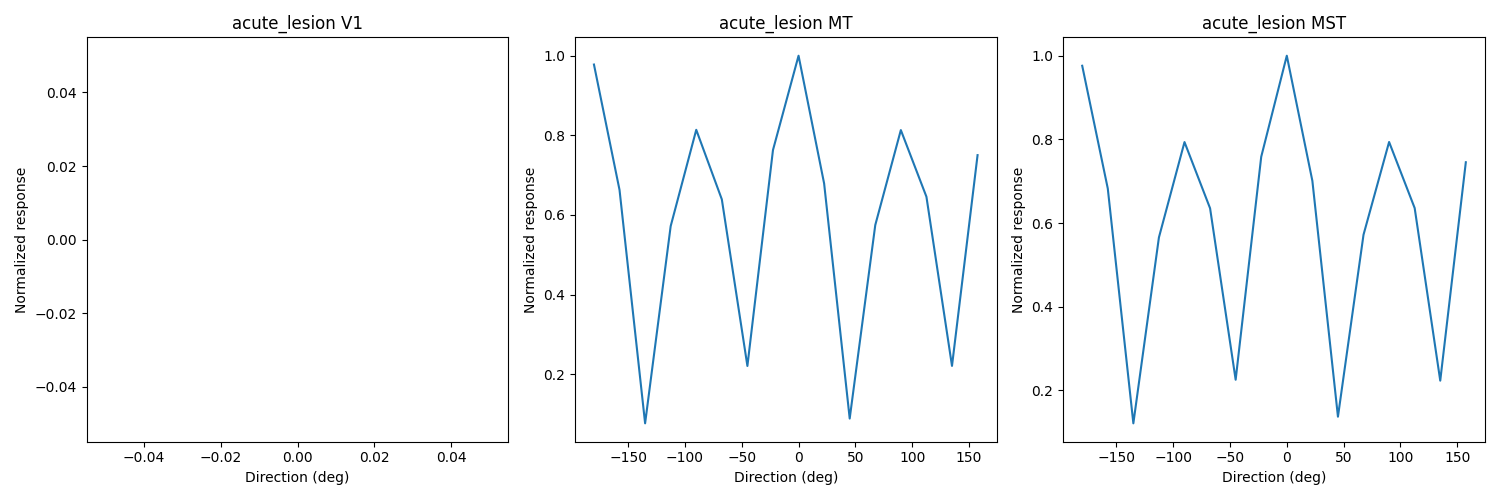 acute_lesion V1
Normalized response
0.04
0.02
0.00
−0.02
−0.04
−0.04 −0.02 0.00 0.02 0.04
Direction (deg)
acute_lesion MT
Normalized response
1.0
0.8
0.6
0.4
0.2
−150 −100 −50 0 50 100 150
Direction (deg)
acute_lesion MST
Normalized response
1.0
0.8
0.6
0.4
0.2
−150 −100 −50 0 50 100 150
Direction (deg)